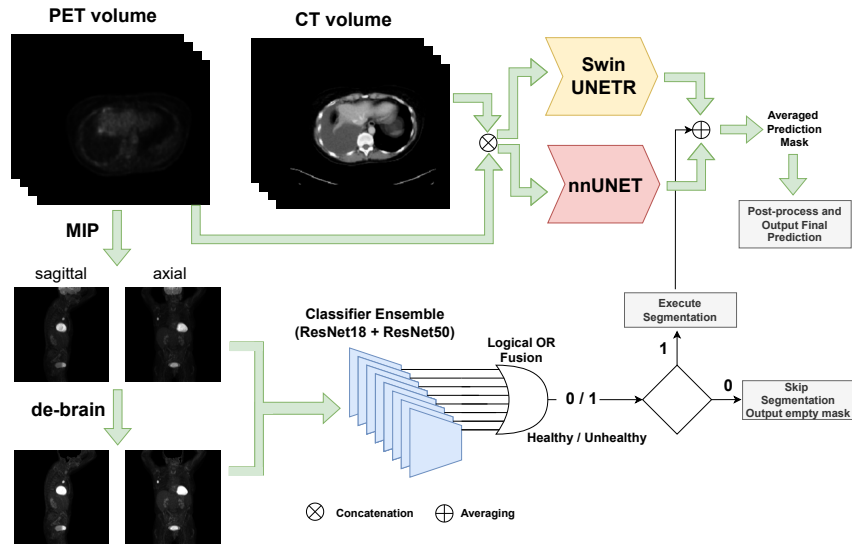 PET volume
CT volume
Swin
UNETR
nnUNET
Averaged
Prediction
Mask
Post-process and
Output Final
Prediction
MIP
sagittal
axial
de-brain
Classifier Ensemble
(ResNet18 + ResNet50)
Logical OR
Fusion
0 / 1
Healthy / Unhealthy
Execute
Segmentation
1
0
Skip
Segmentation
Output empty mask
Concatenation
Averaging